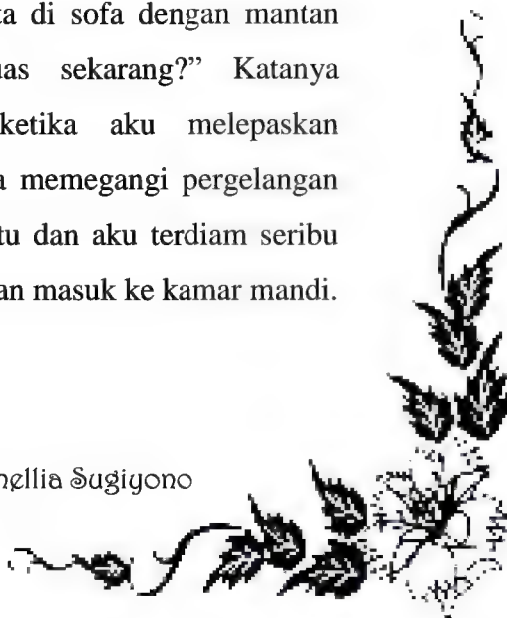 ta di sofa dengan mantan
uas sekarang?” Katanya
ketika aku melepaskan
a memegangi pergelangan
tu dan aku terdiam seribu
an masuk ke kamar mandi.
nellia Sugiyono